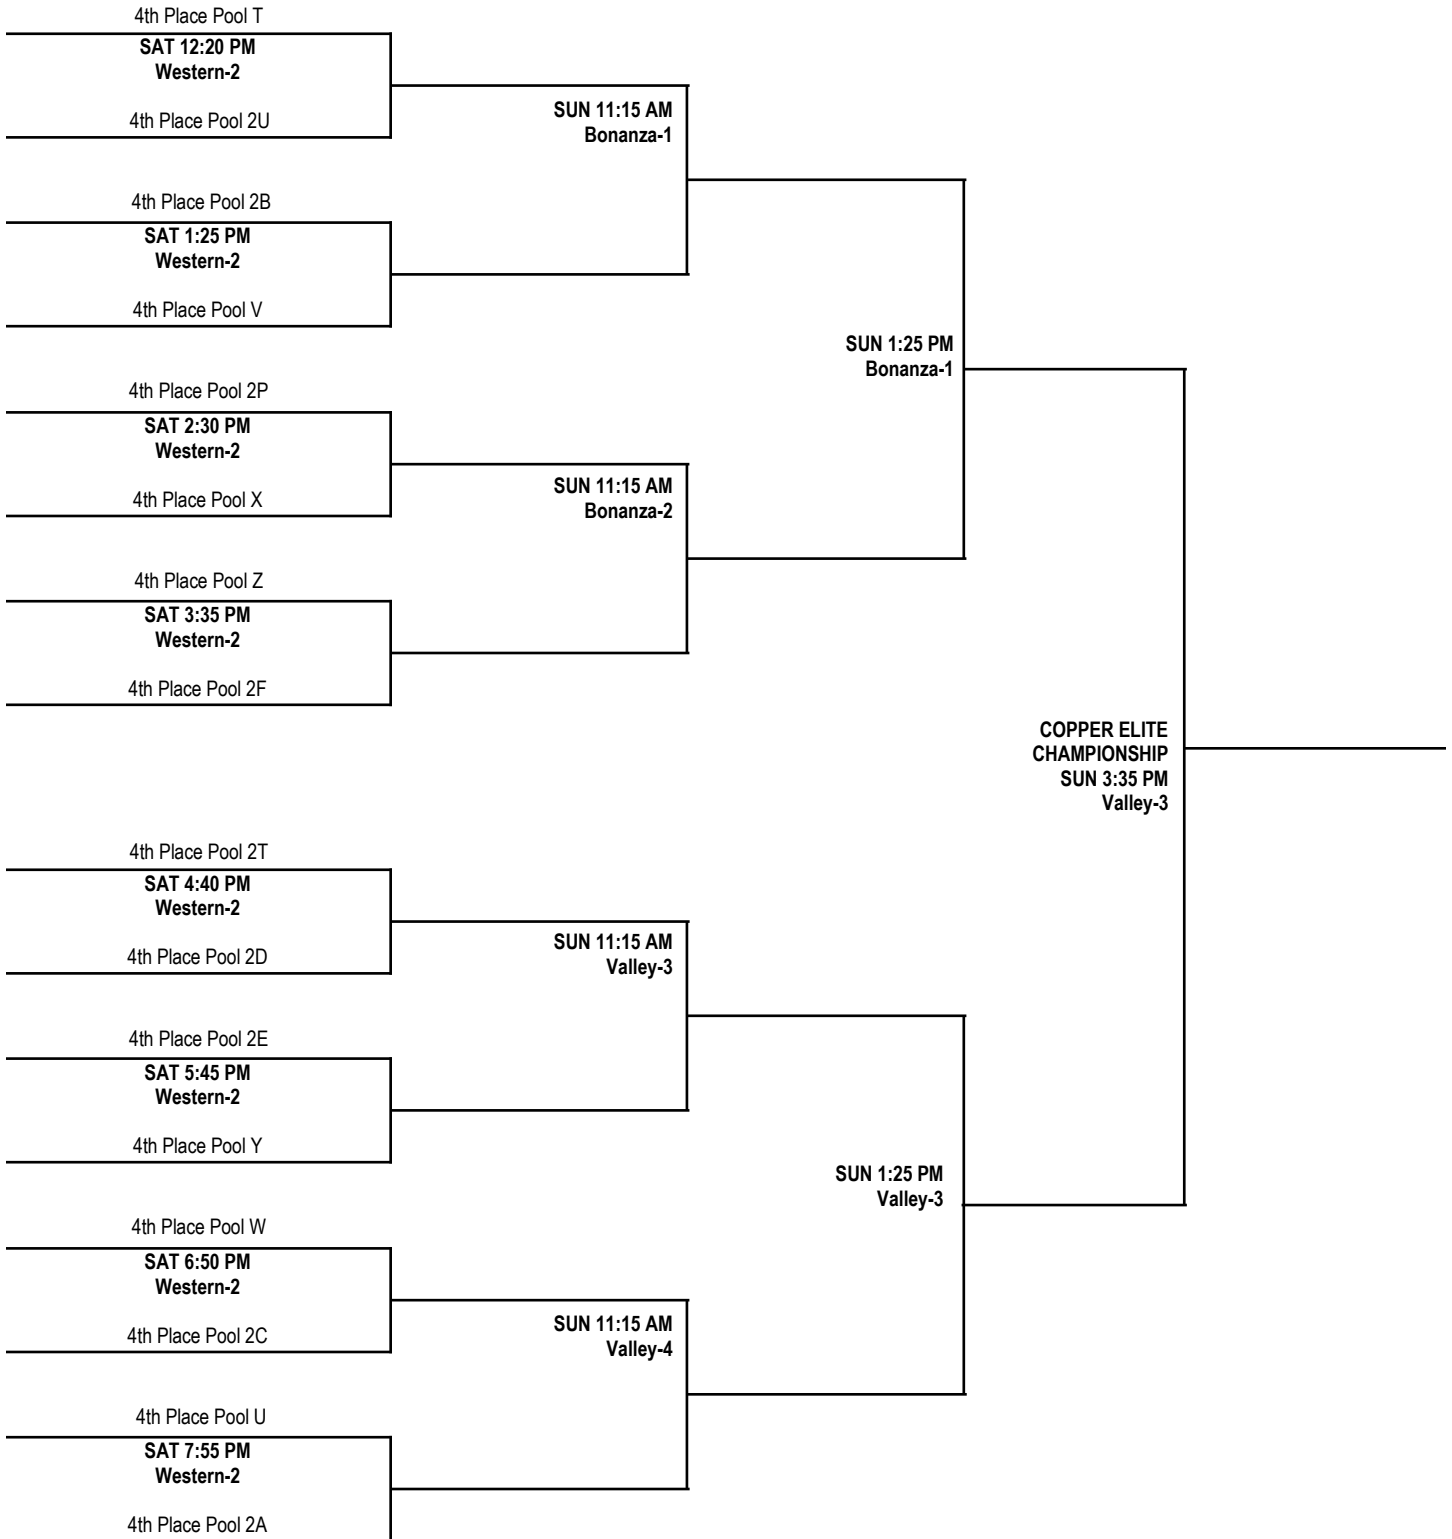 4th Place Pool T
SAT 12:20 PM
Western-2
4th Place Pool 2U
SUN 11:15 AM
Bonanza-1
4th Place Pool 2B
SAT 1:25 PM
Western-2
4th Place Pool V
SUN 1:25 PM
Bonanza-1
4th Place Pool 2P
SAT 2:30 PM
Western-2
4th Place Pool X
SUN 11:15 AM
Bonanza-2
4th Place Pool Z
SAT 3:35 PM
Western-2
4th Place Pool 2F
COPPER ELITE
CHAMPIONSHIP
SUN 3:35 PM
Valley-3
4th Place Pool 2T
SAT 4:40 PM
Western-2
4th Place Pool 2D
SUN 11:15 AM
Valley-3
4th Place Pool 2E
SAT 5:45 PM
Western-2
4th Place Pool Y
SUN 1:25 PM
Valley-3
4th Place Pool W
SAT 6:50 PM
Western-2
4th Place Pool 2C
SUN 11:15 AM
Valley-4
4th Place Pool U
SAT 7:55 PM
Western-2
4th Place Pool 2A